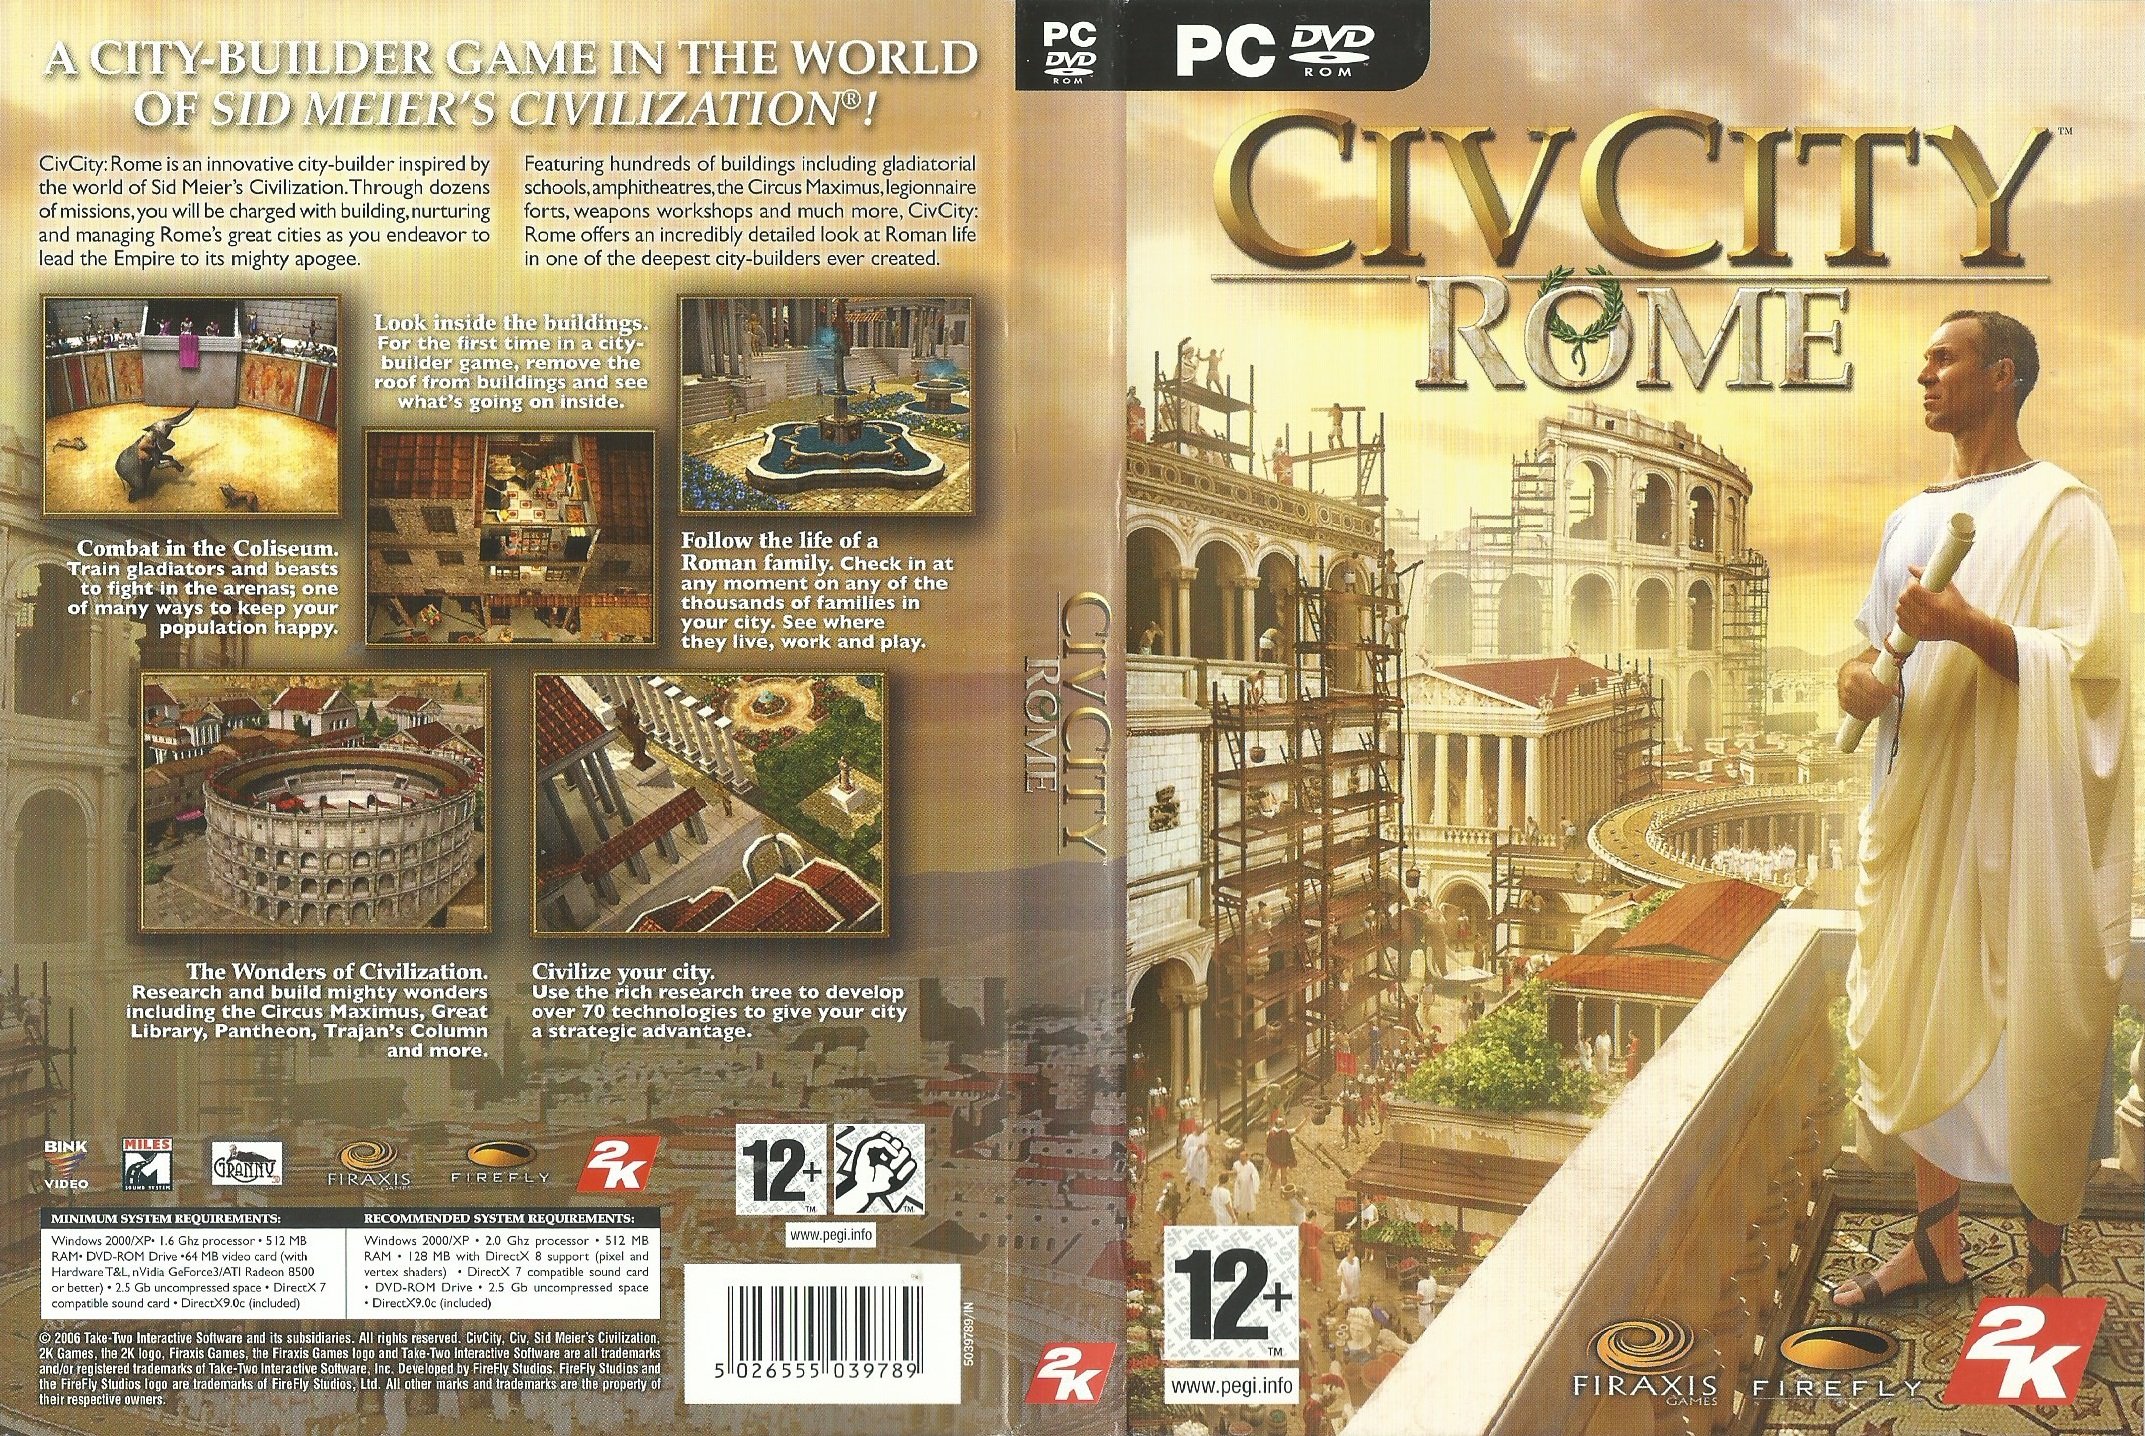 A CITY-BUILDER GAME IN THE WORLD
OF SID MEIER'S CIVILIZATION®!
CivCity: Rome is an innovative city-builder inspired by
the world of Sid Meier's Civilization. Through dozens
of missions, you will be charged with building, nurturing
and managing Rome's great cities as you endeavor to
lead the Empire to its mighty apogee.
Featuring hundreds of buildings including gladiatorial
schools, amphitheatres, the Circus Maximus, legionnaire
forts, weapons workshops and much more, CivCity:
Rome offers an incredibly detailed look at Roman life
in one of the deepest city-builders ever created.
Look inside the buildings.
For the first time in a city-
builder game, remove the
roof from buildings and see
what's going on inside.
Combat in the Coliseum.
Train gladiators and beasts
to fight in the arenas; one
of many ways to keep your
population happy.
Follow the life of a
Roman family. Check in at
any moment on any of the
thousands of families in
your city. See where
they live, work and play.
The Wonders of Civilization.
Research and build mighty wonders
including the Circus Maximus, Great
Library, Pantheon, Trajan's Column
and more.
Civilize your city.
Use the rich research tree to develop
over 70 technologies to give your city
a strategic advantage.
BINK
VIDEO
MILES
SOUND SYSTEM
GRANNY
FIRAXIS
GAMES
FIREFLY
2K
12+
™
™
www.pegi.info
MINIMUM SYSTEM REQUIREMENTS:
Windows 2000/XP• 1.6 Ghz processor • 512 MB
RAM• DVD-ROM Drive •64 MB video card (with
Hardware T&L, nVidia GeForce3/ATI Radeon 8500
or better) • 2.5 Gb uncompressed space • DirectX 7
compatible sound card • DirectX9.0c (included)
RECOMMENDED SYSTEM REQUIREMENTS:
Windows 2000/XP • 2.0 Ghz processor • 512 MB
RAM • 128 MB with DirectX 8 support (pixel and
vertex shaders) • DirectX 7 compatible sound card
• DVD-ROM Drive • 2.5 Gb uncompressed space
• DirectX9.0c (included)
© 2006 Take-Two Interactive Software and its subsidiaries. All rights reserved. CivCity, Civ, Sid Meier's Civilization,
2K Games, the 2K logo, Firaxis Games, the Firaxis Games logo and Take-Two Interactive Software are all trademarks
and/or registered trademarks of Take-Two Interactive Software, Inc. Developed by FireFly Studios. FireFly Studios and
the FireFly Studios logo are trademarks of FireFly Studios, Ltd. All other marks and trademarks are the property of
their respective owners.
5 026555 039789
5039789/IN
PC
DVD
ROM
CIVCITY
ROME
2K
PC DVD
ROM
CIVCITY™
ROME
12+
™
www.pegi.info
FIRAXIS
GAMES
FIREFLY
2K